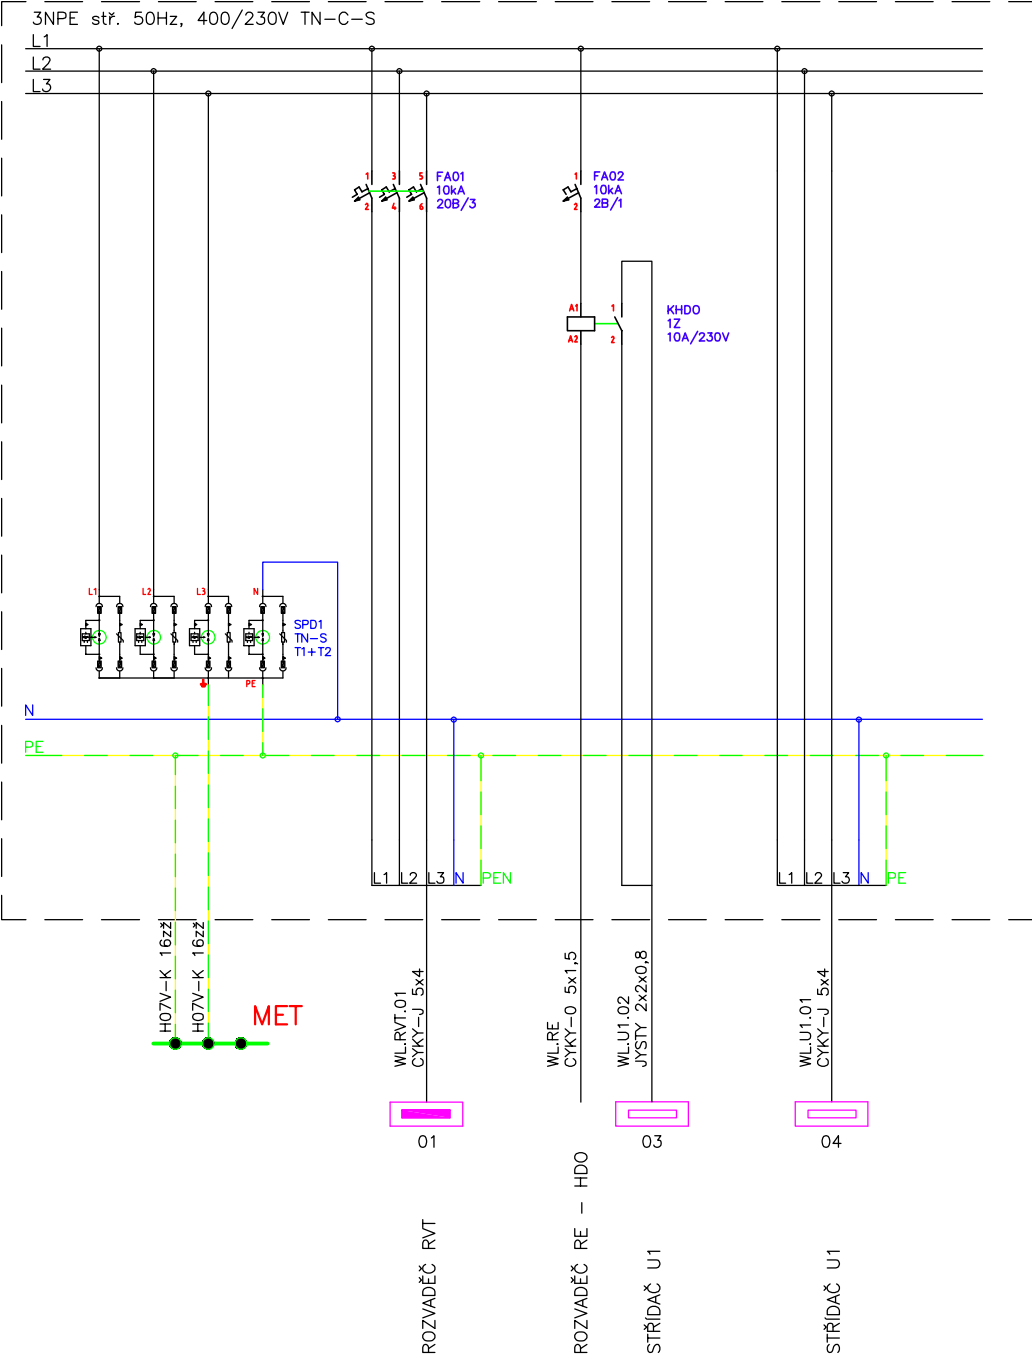 3NPE stř. 50Hz, 400/230V TN-C-S
L1
L2
L3
1
2
3
4
5
6
FA01
10kA
20B/3
1
2
FA02
10kA
2B/1
A1
A2
1
2
KHDO
1Z
10A/230V
L1
L2
L3
N
PE
SPD1
TN-S
T1+T2
N
PE
L1
L2
L3
N
PEN
L1
L2
L3
N
PE
H07V-K 16zž
H07V-K 16zž
MET
WL.RVT.01
CYKY-J 5x4
WL.RE
CYKY-O 5x1,5
WL.U1.02
JYSTY 2x2x0,8
WL.U1.01
CYKY-J 5x4
01
03
04
ROZVADĚČ RVT
ROZVADĚČ RE - HDO
STŘÍDAČ U1
STŘÍDAČ U1